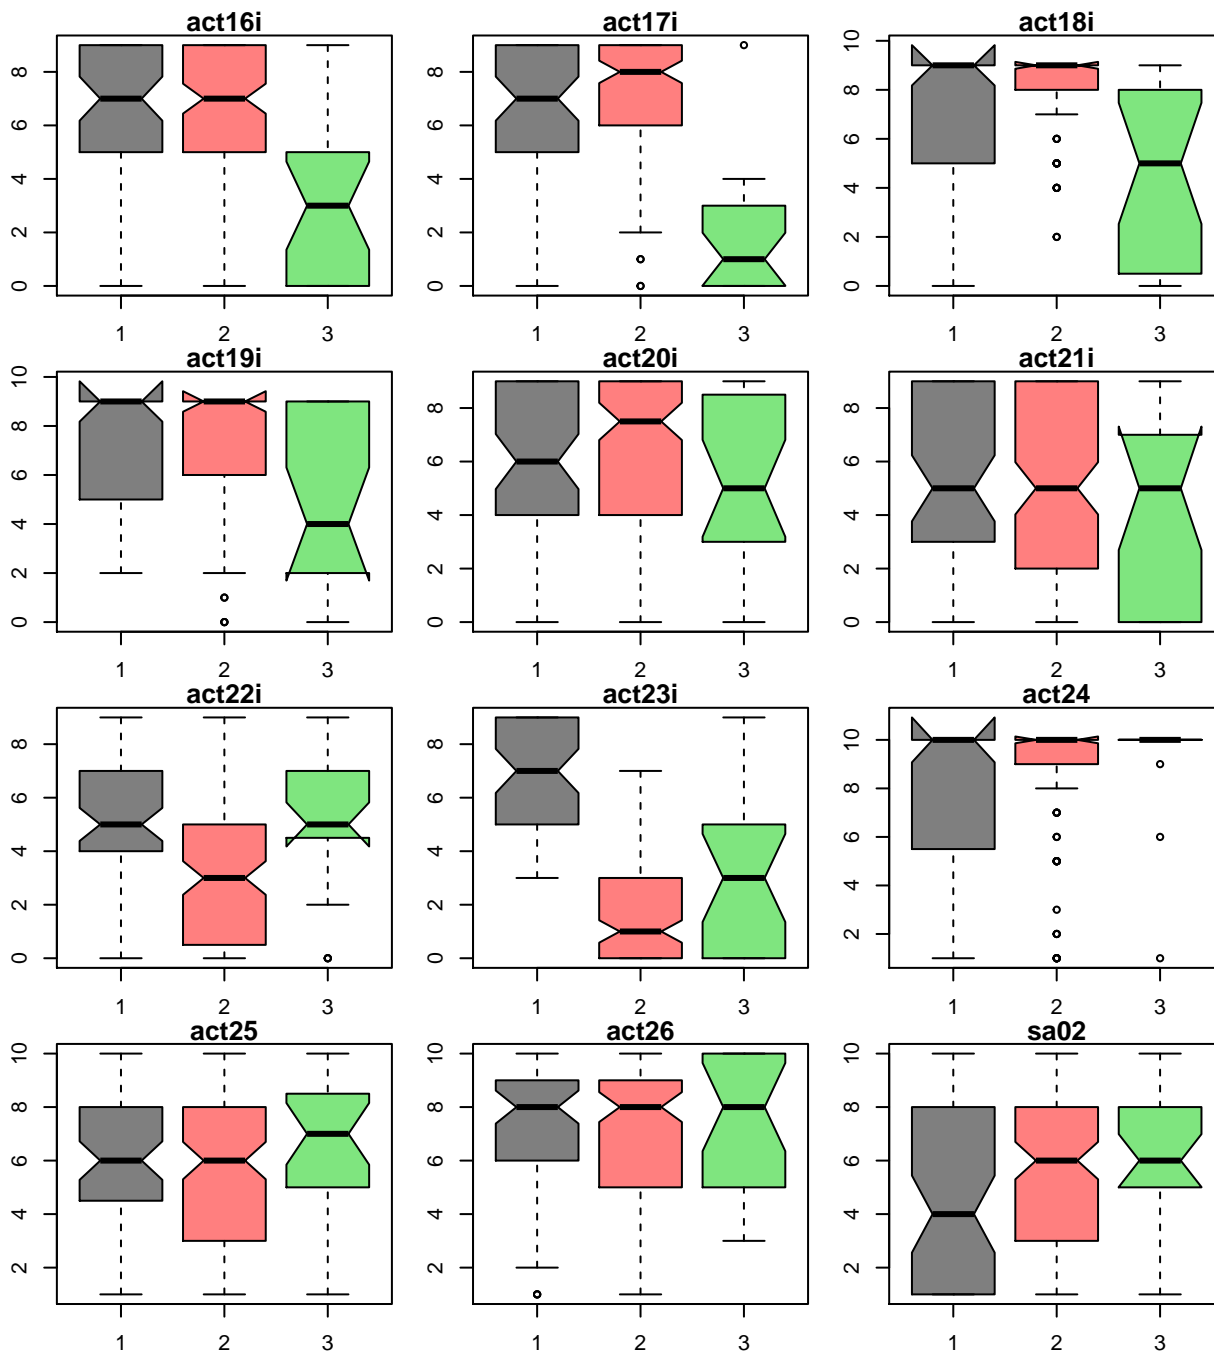 act16i act17i act18i
0 2 4 6 8
0 2 4 6 8
0 2 4 6 8 10
1 2 3
1 2 3
1 2 3
act19i act20i act21i
0 2 4 6 8 10
0 2 4 6 8
0 2 4 6 8
1 2 3
1 2 3
1 2 3
act22i act23i act24
0 2 4 6 8
0 2 4 6 8
2 4 6 8 10
1 2 3
1 2 3
1 2 3
act25 act26 sa02
2 4 6 8 10
2 4 6 8 10
2 4 6 8 10
1 2 3
1 2 3
1 2 3